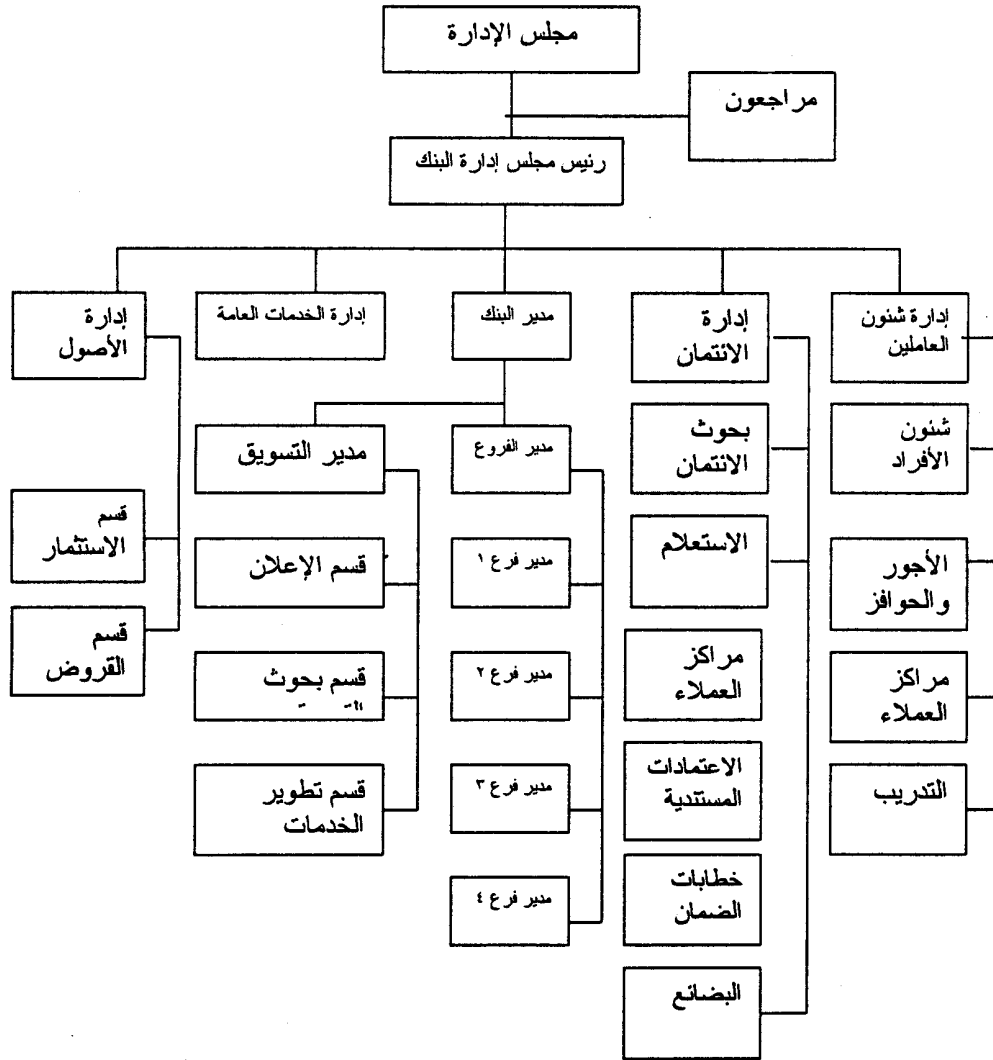 مجلس الإدارة
مراجعون
رئيس مجلس إدارة البنك
إدارة شئون
العاملين
إدارة
الائتمان
مدير البنك
إدارة الخدمات العامة
إدارة
الأصول
شئون
الأفراد
بحوث
الائتمان
مدير الفروع
مدير التسويق
قسم
الاستثمار
الأجور
والحوافز
الاستعلام
مدير فرع ١
قسم الإعلان
قسم
القروض
مراكز
العملاء
مراكز
العملاء
مدير فرع ٢
قسم بحوث
التدريب
الاعتمادات
المستندية
مدير فرع ٣
قسم تطوير
الخدمات
خطابات
الضمان
مدير فرع ٤
البضائع